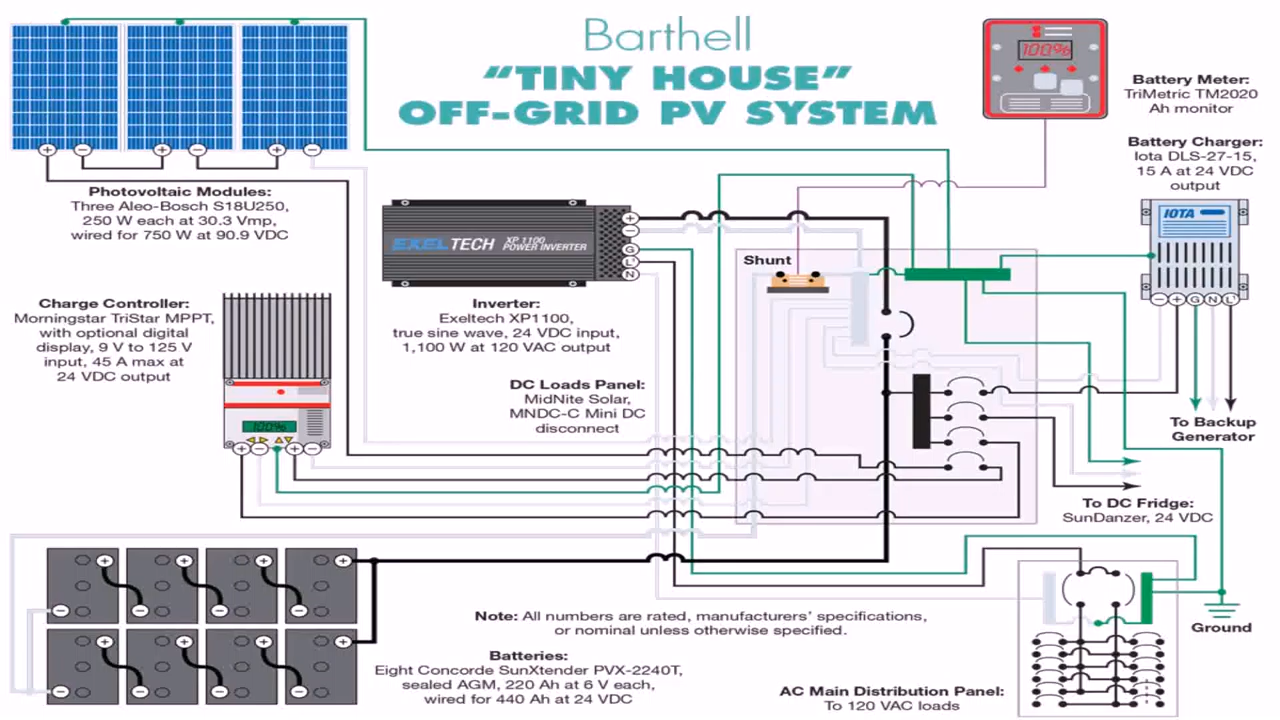 Barthell
“TINY HOUSE”
OFF-GRID PV SYSTEM
100%
Battery Meter:
TriMetric TM2020
Ah monitor
Battery Charger:
Iota DLS-27-15,
15 A at 24 VDC
output
+ − + − + −
Photovoltaic Modules:
Three Aleo-Bosch S18U250,
250 W each at 30.3 Vmp,
wired for 750 W at 90.9 VDC
EXELTECH XP 1100
POWER INVERTER
+
−
G
L¹
N
Inverter:
Exeltech XP1100,
true sine wave, 24 VDC input,
1,100 W at 120 VAC output
Shunt
IOTA
− + G N L¹
To Backup
Generator
Charge Controller:
Morningstar TriStar MPPT,
with optional digital
display, 9 V to 125 V
input, 45 A max at
24 VDC output
100%
+ − + −
DC Loads Panel:
MidNite Solar,
MNDC-C Mini DC
disconnect
To DC Fridge:
SunDanzer, 24 VDC
+ + + +
− − − −
+ + + +
− − − −
Note: All numbers are rated, manufacturers’ specifications,
or nominal unless otherwise specified.
Batteries:
Eight Concorde SunXtender PVX-2240T,
sealed AGM, 220 Ah at 6 V each,
wired for 440 Ah at 24 VDC
Ground
AC Main Distribution Panel:
To 120 VAC loads